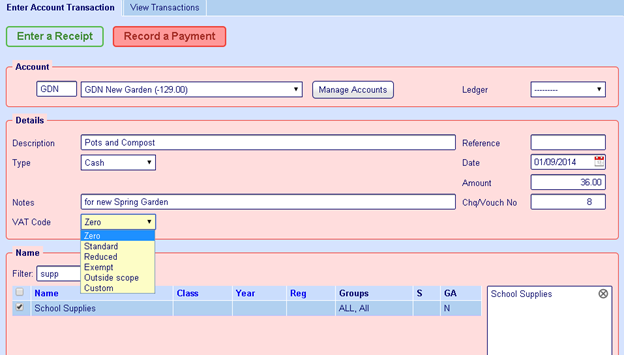 Enter Account Transaction View Transactions
Enter a Receipt Record a Payment
Account
GDN GDN New Garden (-129.00) Manage Accounts Ledger ---------
Details
Description Pots and Compost Reference
Type Cash Date 01/09/2014
Amount 36.00
Notes for new Spring Garden Chq/Vouch No 8
VAT Code Zero
Zero
Standard
Reduced
Exempt
Outside scope
Custom
Name
Filter: supp
Name Class Year Reg Groups S GA
School Supplies ALL, All N
School Supplies